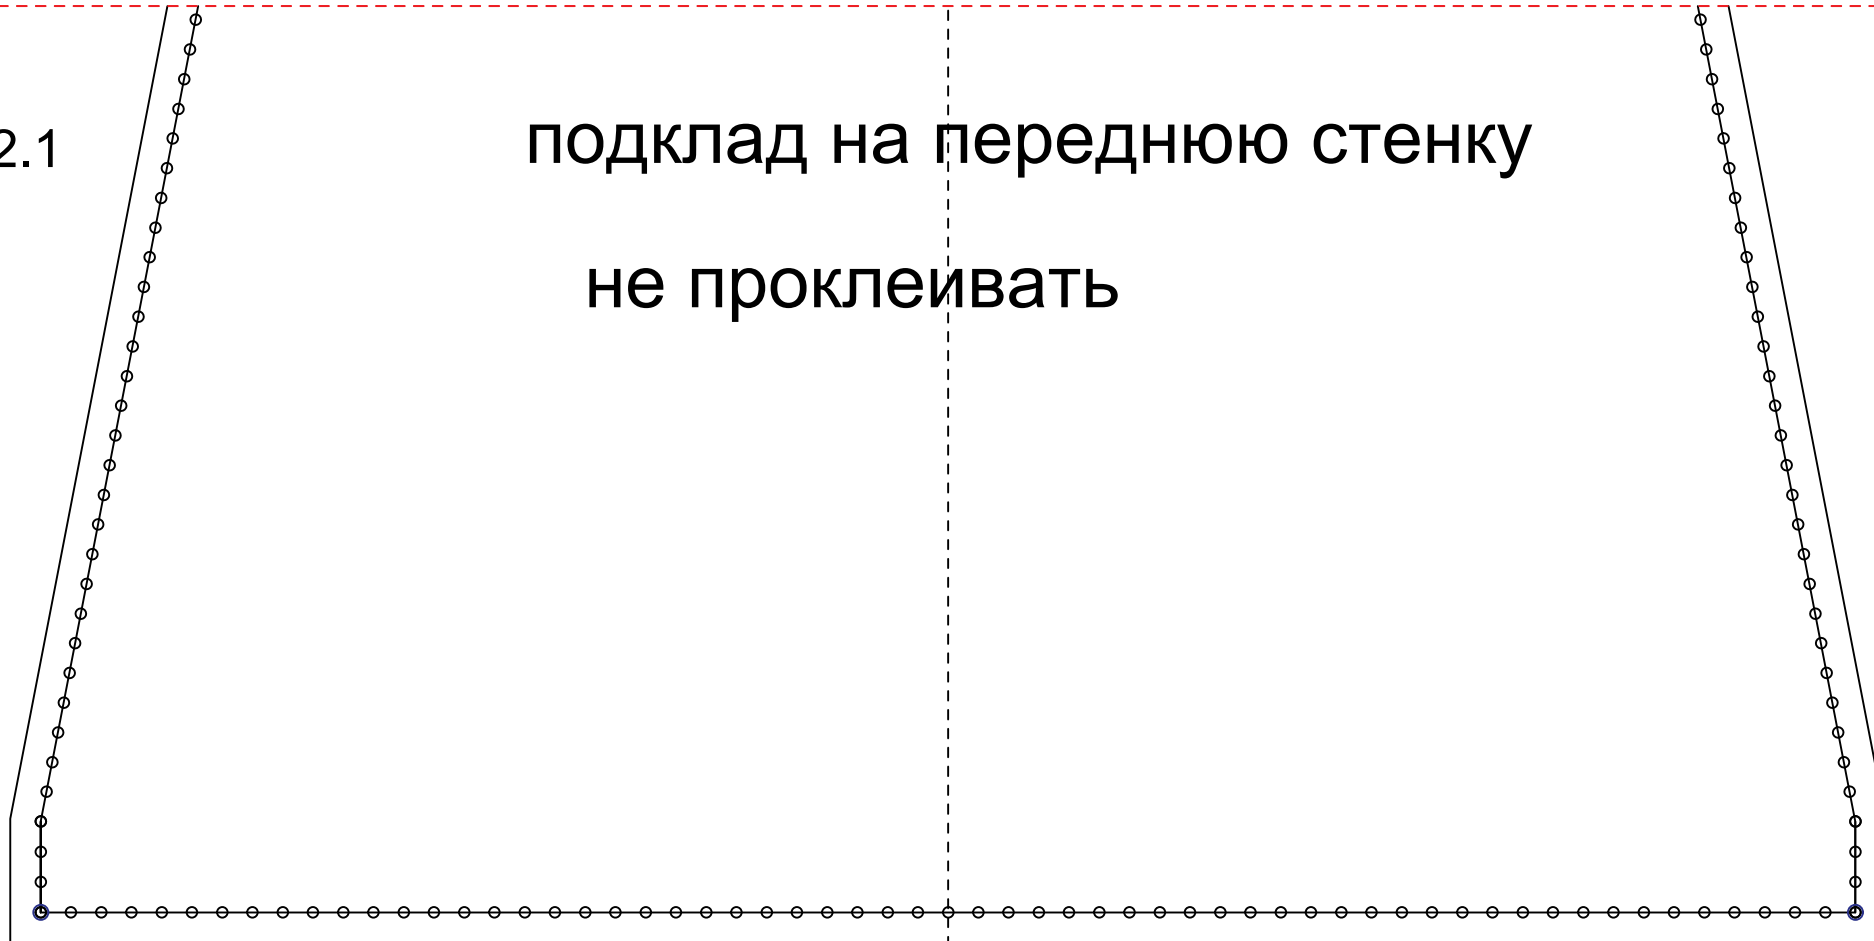 2.1
подклад на переднюю стенку
не проклеивать